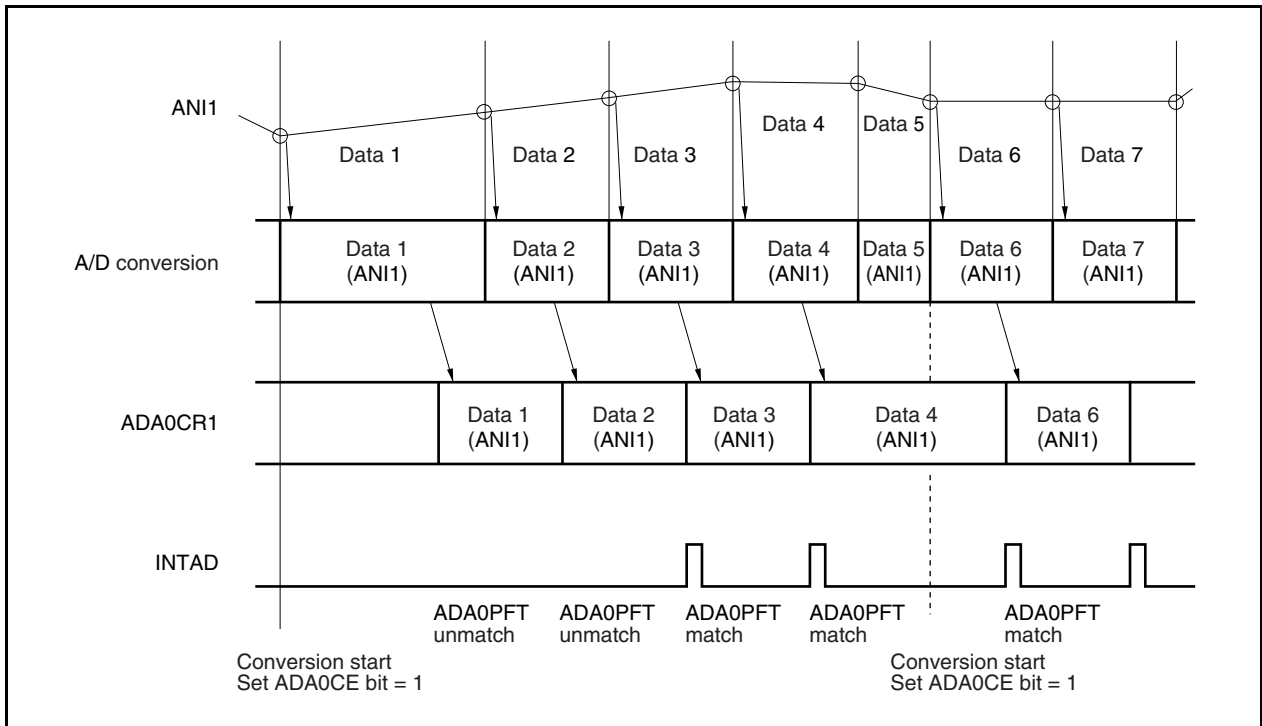 ANI1
Data 1
Data 2
Data 3
Data 4
Data 5
Data 6
Data 7
A/D conversion
Data 1
(ANI1)
Data 2
(ANI1)
Data 3
(ANI1)
Data 4
(ANI1)
Data 5
(ANI1)
Data 6
(ANI1)
Data 7
(ANI1)
ADA0CR1
Data 1
(ANI1)
Data 2
(ANI1)
Data 3
(ANI1)
Data 4
(ANI1)
Data 6
(ANI1)
INTAD
ADA0PFT
unmatch
ADA0PFT
unmatch
ADA0PFT
match
ADA0PFT
match
ADA0PFT
match
Conversion start
Set ADA0CE bit = 1
Conversion start
Set ADA0CE bit = 1